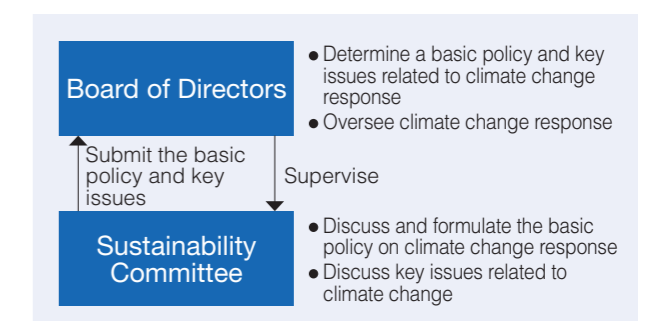 Board of Directors
● Determine a basic policy and key
issues related to climate change
response
● Oversee climate change response
Submit the basic
policy and key
issues
Supervise
Sustainability
Committee
● Discuss and formulate the basic
policy on climate change response
● Discuss key issues related to
climate change